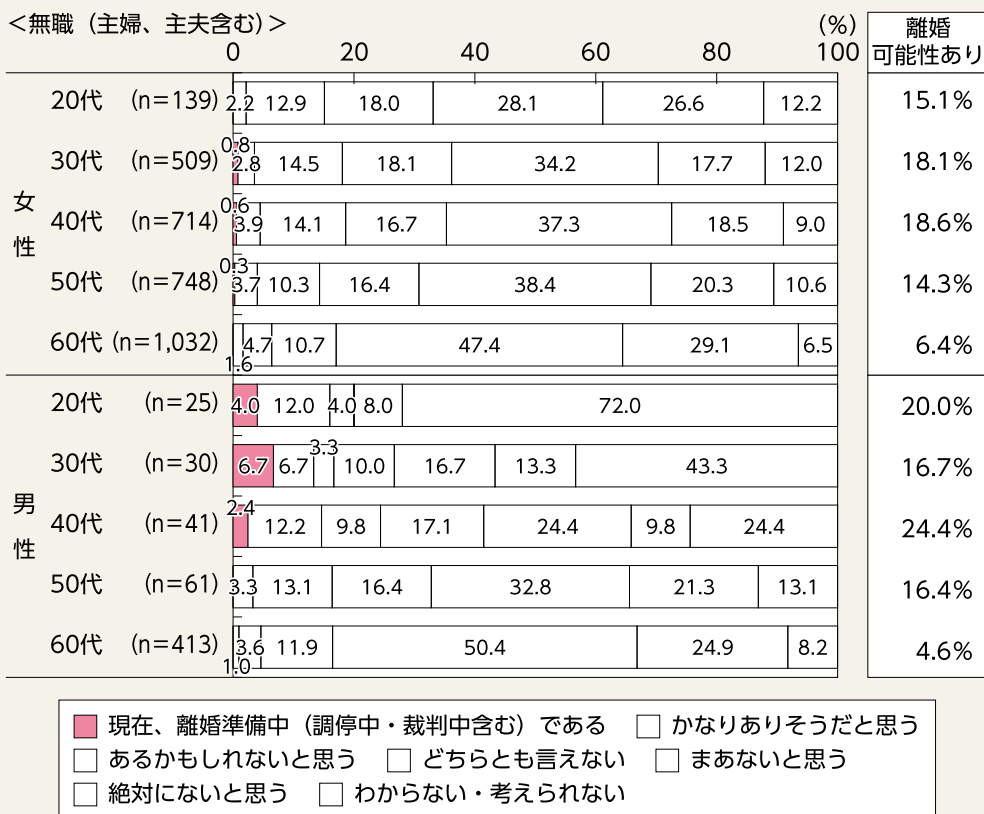 ＜無職（主婦、主夫含む）＞
(%)
0 20 40 60 80 100
離婚
可能性あり
女性
20代 (n=139) 2.2 12.9 18.0 28.1 26.6 12.2 15.1%
30代 (n=509) 0.8 2.8 14.5 18.1 34.2 17.7 12.0 18.1%
40代 (n=714) 0.6 3.9 14.1 16.7 37.3 18.5 9.0 18.6%
50代 (n=748) 0.3 3.7 10.3 16.4 38.4 20.3 10.6 14.3%
60代 (n=1,032) 1.6 4.7 10.7 47.4 29.1 6.5 6.4%
男性
20代 (n=25) 4.0 12.0 4.0 8.0 72.0 20.0%
30代 (n=30) 6.7 6.7 3.3 10.0 16.7 13.3 43.3 16.7%
40代 (n=41) 2.4 12.2 9.8 17.1 24.4 9.8 24.4 24.4%
50代 (n=61) 3.3 13.1 16.4 32.8 21.3 13.1 16.4%
60代 (n=413) 1.0 3.6 11.9 50.4 24.9 8.2 4.6%
現在、離婚準備中（調停中・裁判中含む）である かなりありそうだと思う
あるかもしれないと思う どちらとも言えない まあないと思う
絶対にないと思う わからない・考えられない